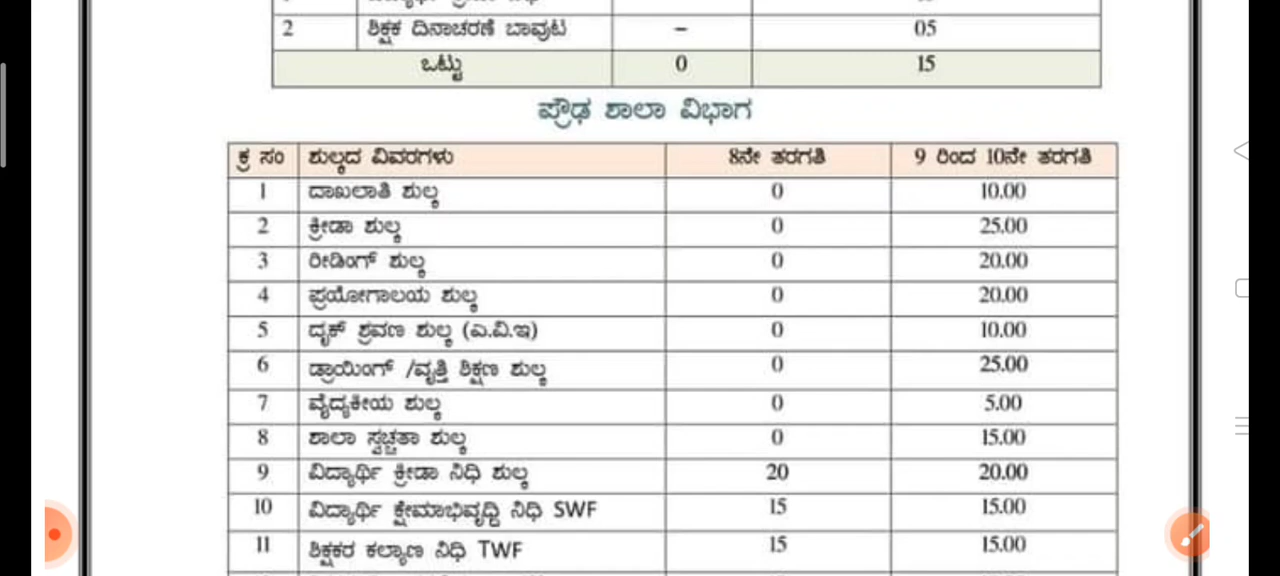 2 ಶಿಕ್ಷಕ ದಿನಾಚರಣೆ ಬಾವುಟ – 05
ಒಟ್ಟು 0 15
ಪ್ರೌಢ ಶಾಲಾ ವಿಭಾಗ
ಕ್ರ ಸಂ ಶುಲ್ಕದ ವಿವರಗಳು 8ನೇ ತರಗತಿ 9 ರಿಂದ 10ನೇ ತರಗತಿ
1 ದಾಖಲಾತಿ ಶುಲ್ಕ 0 10.00
2 ಕ್ರೀಡಾ ಶುಲ್ಕ 0 25.00
3 ರೀಡಿಂಗ್ ಶುಲ್ಕ 0 20.00
4 ಪ್ರಯೋಗಾಲಯ ಶುಲ್ಕ 0 20.00
5 ದೃಕ್ ಶ್ರವಣ ಶುಲ್ಕ (ಎ.ವಿ.ಇ) 0 10.00
6 ಡ್ರಾಯಿಂಗ್ /ವೃತ್ತಿ ಶಿಕ್ಷಣ ಶುಲ್ಕ 0 25.00
7 ವೈದ್ಯಕೀಯ ಶುಲ್ಕ 0 5.00
8 ಶಾಲಾ ಸ್ವಚ್ಚತಾ ಶುಲ್ಕ 0 15.00
9 ವಿದ್ಯಾರ್ಥಿ ಕ್ರೀಡಾ ನಿಧಿ ಶುಲ್ಕ 20 20.00
10 ವಿದ್ಯಾರ್ಥಿ ಕ್ಷೇಮಾಭಿವೃದ್ಧಿ ನಿಧಿ SWF 15 15.00
11 ಶಿಕ್ಷಕರ ಕಲ್ಯಾಣ ನಿಧಿ TWF 15 15.00